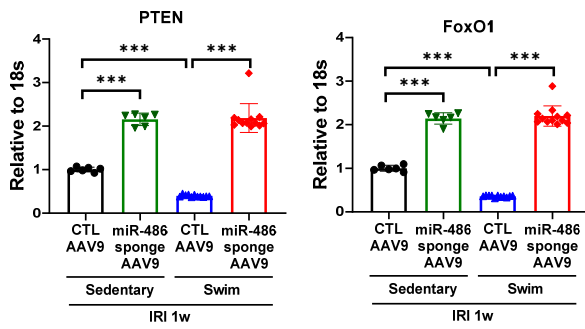 PTEN
Relative to 18s
4
3
2
1
0
***
***
***
CTL
AAV9
miR-486
sponge
AAV9
CTL
AAV9
miR-486
sponge
AAV9
Sedentary
Swim
IRI 1w
FoxO1
Relative to 18s
4
3
2
1
0
***
***
***
CTL
AAV9
miR-486
sponge
AAV9
CTL
AAV9
miR-486
sponge
AAV9
Sedentary
Swim
IRI 1w